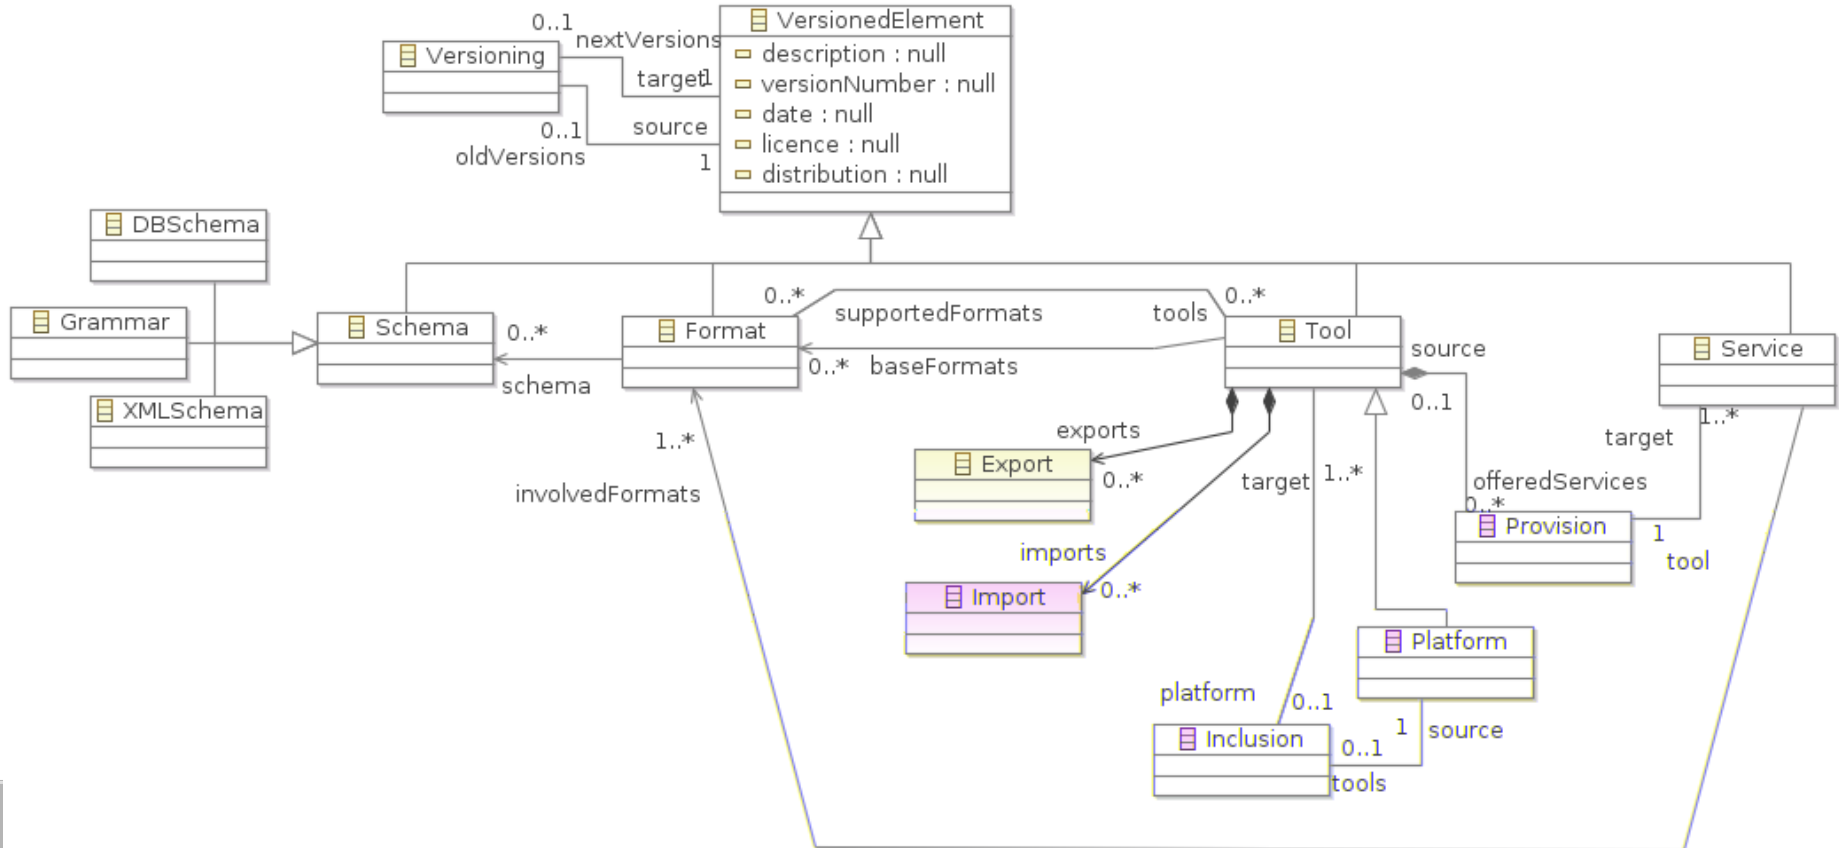 VersionedElement
description : null
versionNumber : null
date : null
licence : null
distribution : null
Versioning
0..1
nextVersions
target
1
0..1
oldVersions
source
1
DBSchema
Grammar
XMLSchema
Schema
0..*
schema
Format
0..*
supportedFormats
tools
0..*
0..*
baseFormats
Tool
source
0..1
Service
1..*
target
offeredServices
0..*
Provision
1
tool
1..*
involvedFormats
exports
Export
0..*
imports
Import
0..*
target
1..*
Platform
platform
0..1
Inclusion
0..1
tools
1
source